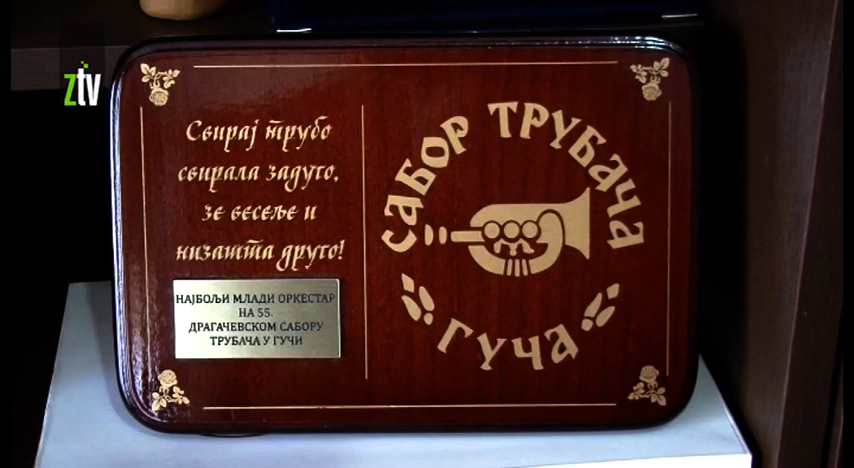 ztv
Свирај трубо
свирала задуго,
зе весеље и
низашта друго!
НАЈБОЉИ МЛАДИ ОРКЕСТАР
НА 55.
ДРАГАЧЕВСКОМ САБОРУ
ТРУБАЧА У ГУЧИ
САБОР ТРУБАЧА
ГУЧА